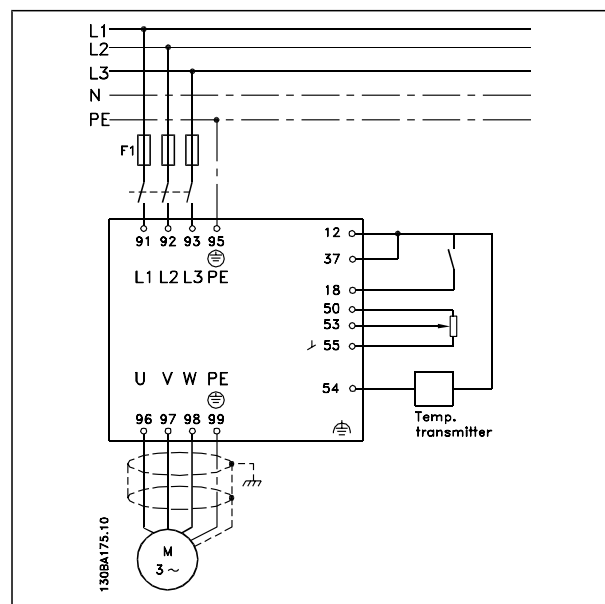 L1
L2
L3
N
PE
F1
91 92 93 95
L1 L2 L3 PE
12
37
18
50
53
55
54
Temp.
transmitter
U V W PE
96 97 98 99
M
3 ~
130BA175.10